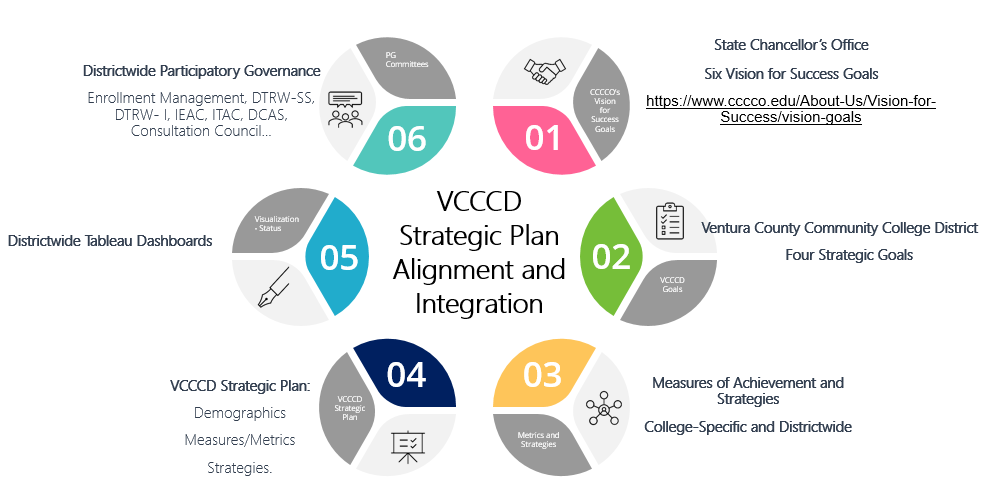 VCCCD
Strategic Plan
Alignment and
Integration
01
CCCCO's
Vision
for
Success
Goals
State Chancellor's Office
Six Vision for Success Goals
https://www.cccco.edu/About-Us/Vision-for-
Success/vision-goals
02
VCCCD
Goals
Ventura County Community College District
Four Strategic Goals
03
Metrics and
Strategies
Measures of Achievement and
Strategies
College-Specific and Districtwide
04
VCCCD
Strategic
Plan
VCCCD Strategic Plan:
Demographics
Measures/Metrics
Strategies.
05
Visualization
- Status
Districtwide Tableau Dashboards
06
PG
Committees
Districtwide Participatory Governance
Enrollment Management, DTRW-SS,
DTRW- I, IEAC, ITAC, DCAS,
Consultation Council...